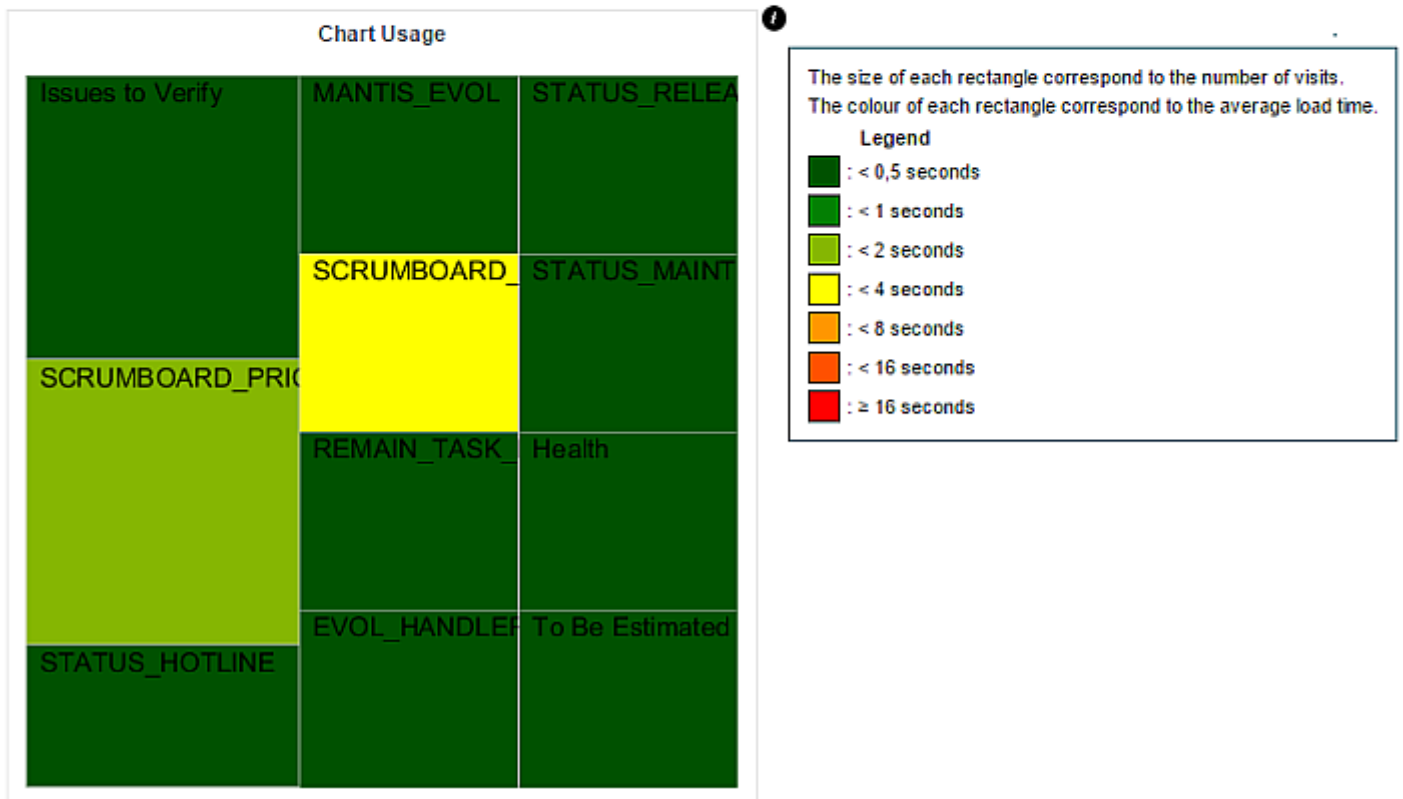 Chart Usage
Issues to Verify
MANTIS_EVOL
STATUS_RELEA
SCRUMBOARD_
STATUS_MAINT
SCRUMBOARD_PRIO
REMAIN_TASK_
Health
EVOL_HANDLER
To Be Estimated
STATUS_HOTLINE
i
The size of each rectangle correspond to the number of visits.
The colour of each rectangle correspond to the average load time.
Legend
: < 0,5 seconds
: < 1 seconds
: < 2 seconds
: < 4 seconds
: < 8 seconds
: < 16 seconds
: ≥ 16 seconds